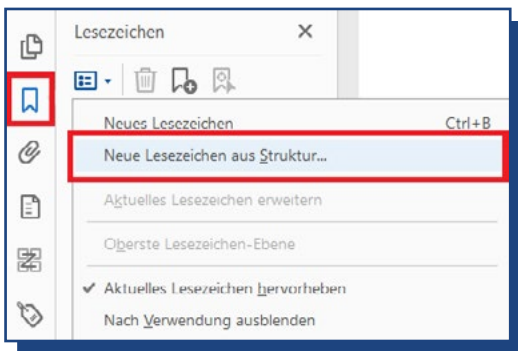 Lesezeichen
Neues Lesezeichen Ctrl+B
Neue Lesezeichen aus Struktur...
Aktuelles Lesezeichen erweitern
Oberste Lesezeichen-Ebene
Aktuelles Lesezeichen hervorheben
Nach Verwendung ausblenden